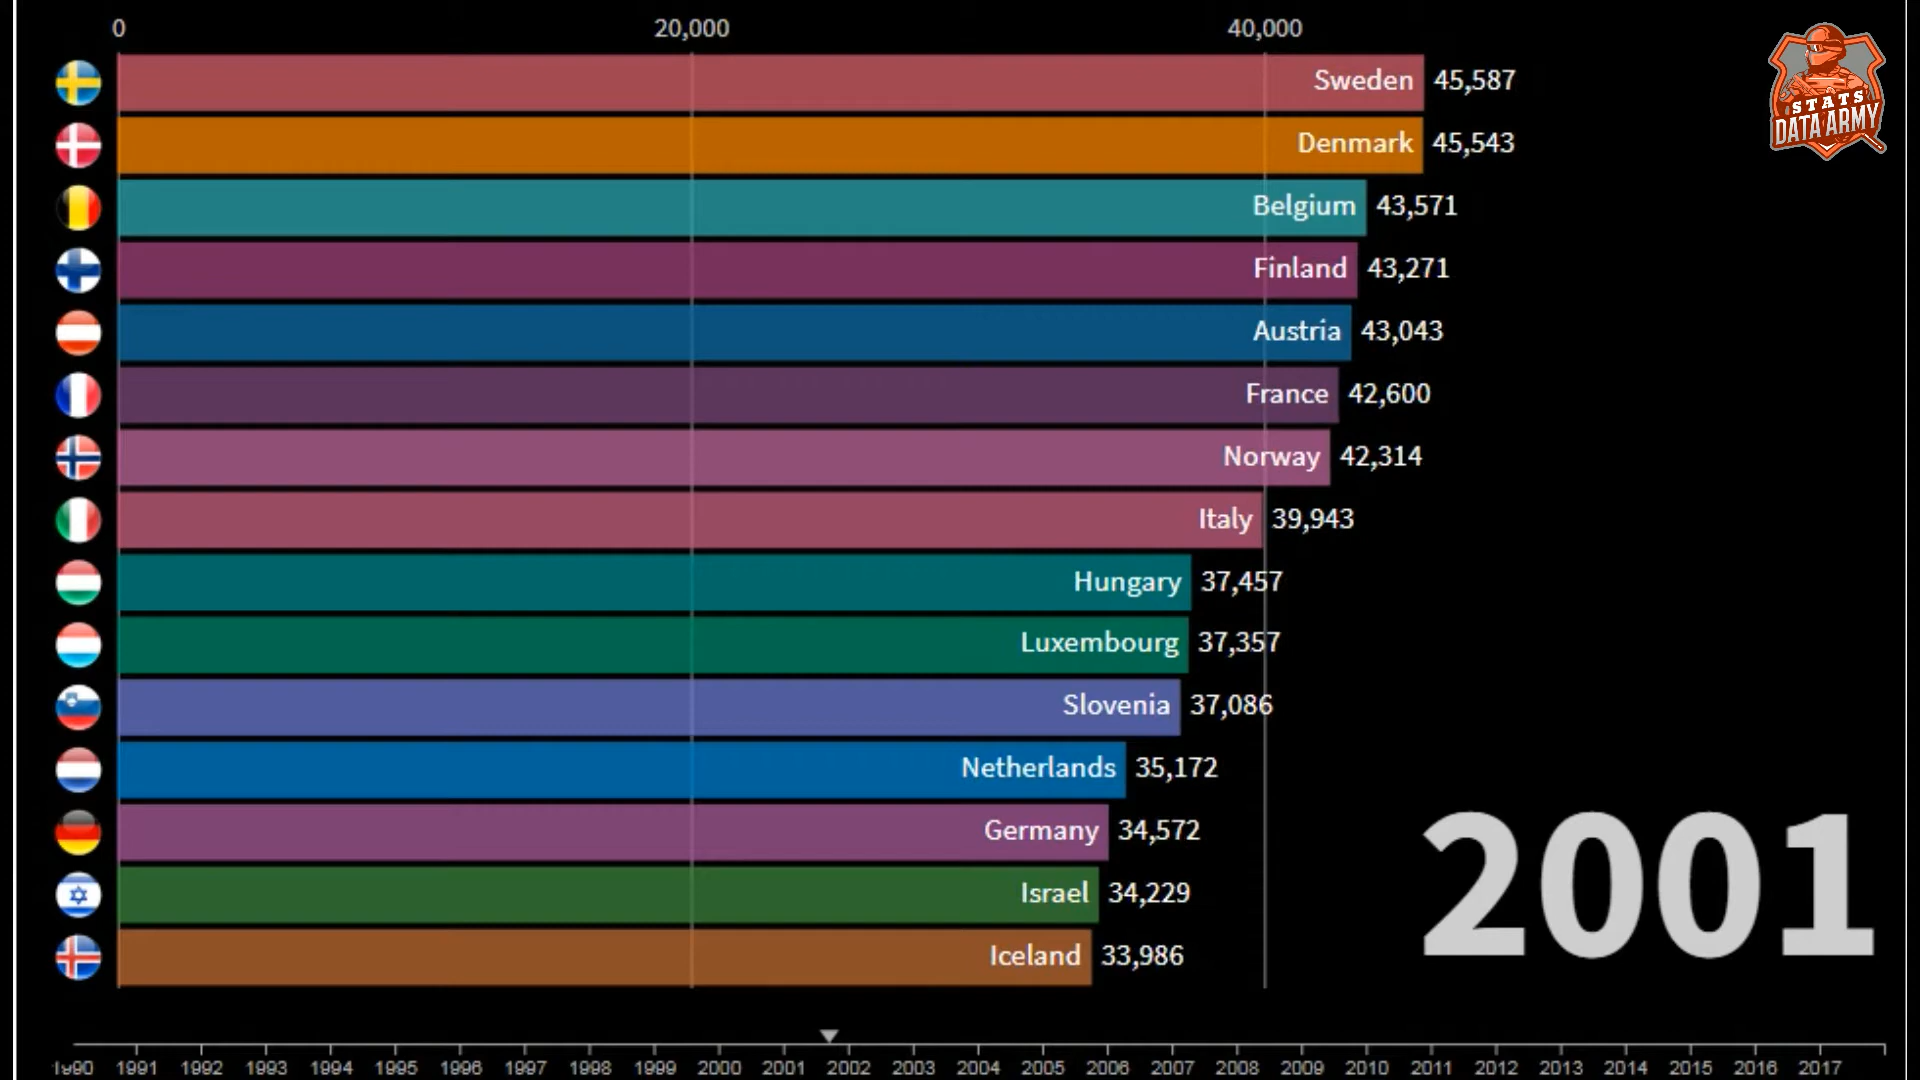 0 20,000 40,000
Sweden 45,587
Denmark 45,543
Belgium 43,571
Finland 43,271
Austria 43,043
France 42,600
Norway 42,314
Italy 39,943
Hungary 37,457
Luxembourg 37,357
Slovenia 37,086
Netherlands 35,172
Germany 34,572
Israel 34,229
Iceland 33,986
STATS
DATA ARMY
2001
1990 1991 1992 1993 1994 1995 1996 1997 1998 1999 2000 2001 2002 2003 2004 2005 2006 2007 2008 2009 2010 2011 2012 2013 2014 2015 2016 2017